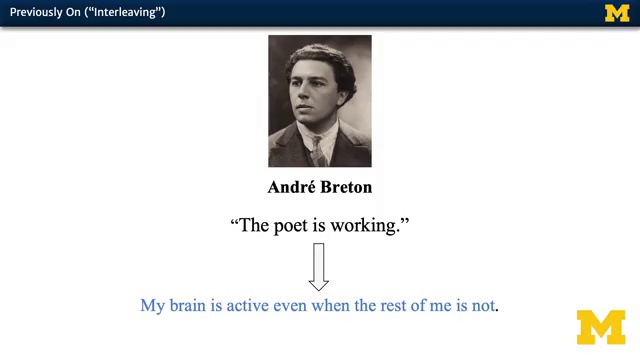 Previously On (“Interleaving”)
M
André Breton
“The poet is working.”
My brain is active even when the rest of me is not.
M